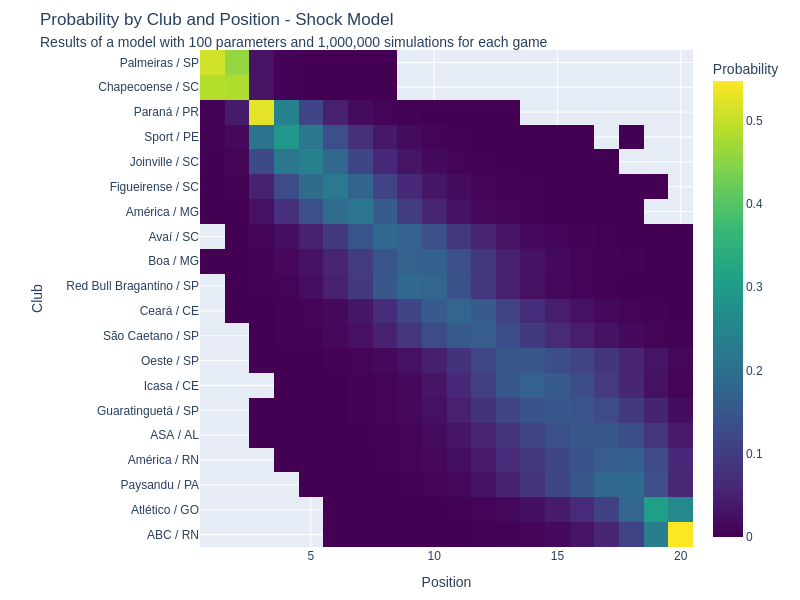 Probability by Club and Position - Shock Model
Results of a model with 100 parameters and 1,000,000 simulations for each game
Probability
Palmeiras / SP
Chapecoense / SC
Paraná / PR
Sport / PE
Joinville / SC
Figueirense / SC
América / MG
Avaí / SC
Boa / MG
Red Bull Bragantino / SP
Ceará / CE
São Caetano / SP
Oeste / SP
Icasa / CE
Guaratinguetá / SP
ASA / AL
América / RN
Paysandu / PA
Atlético / GO
ABC / RN
Club
5
10
15
20
Position
0.5
0.4
0.3
0.2
0.1
0